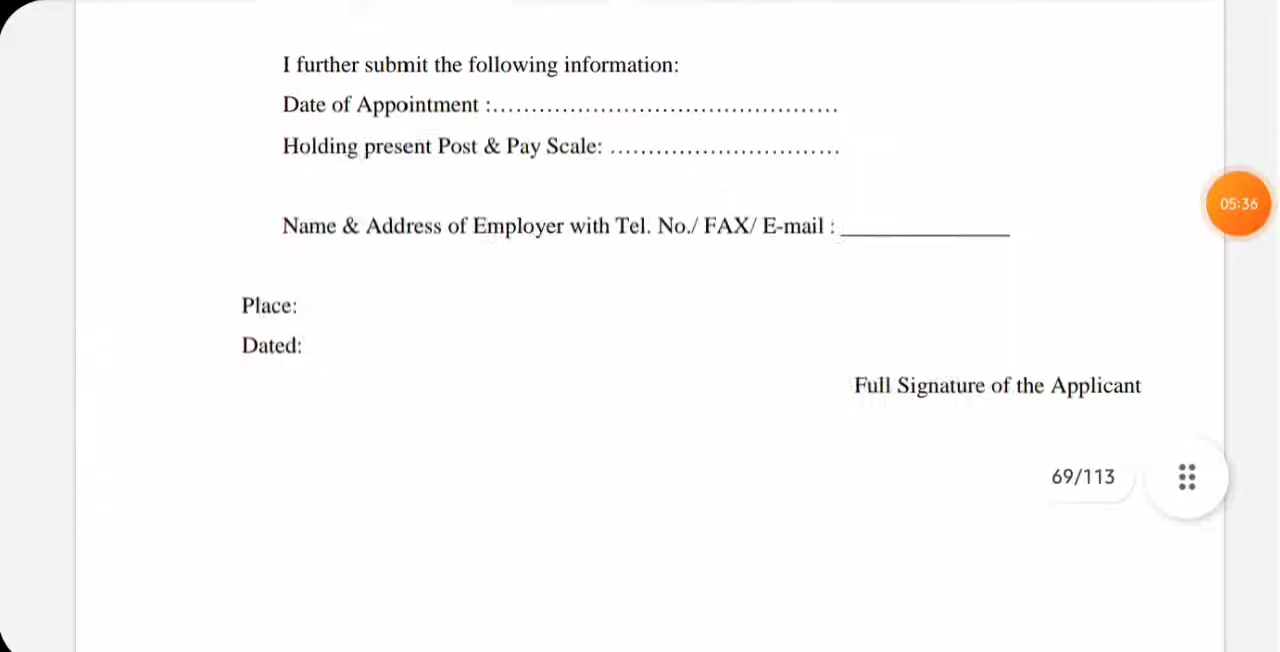 I further submit the following information:
Date of Appointment :.............................................
Holding present Post & Pay Scale: ..............................
05:36
Name & Address of Employer with Tel. No./ FAX/ E-mail : _______________
Place:
Dated:
Full Signature of the Applicant
69/113